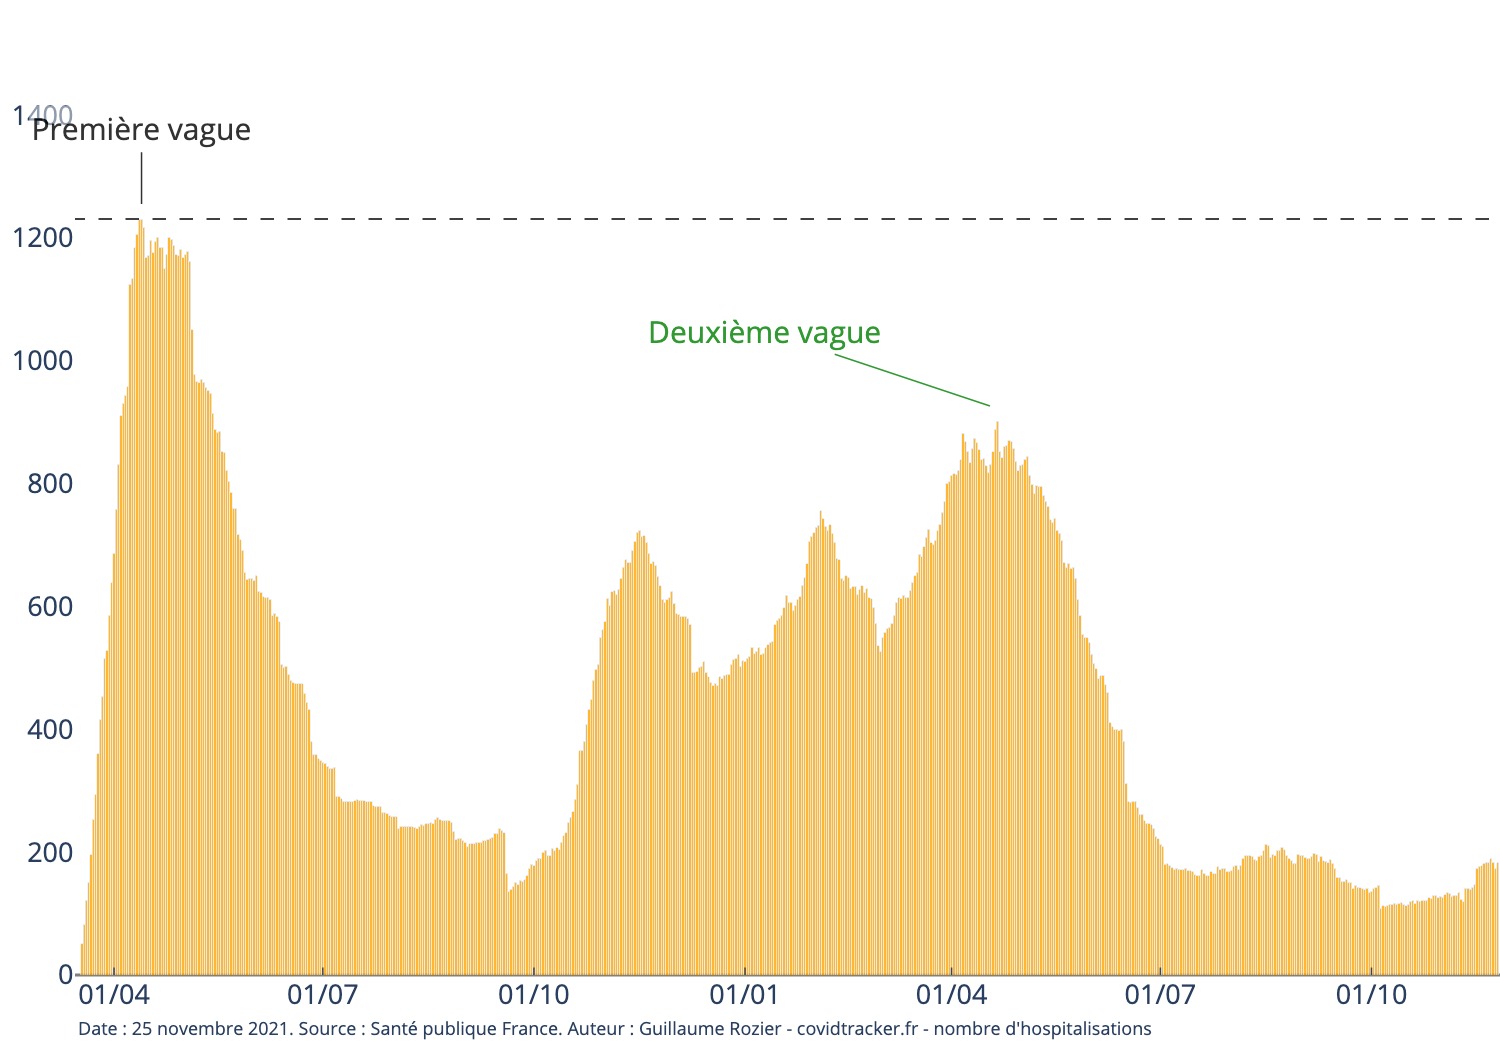 1400
Première vague
1200
Deuxième vague
1000
800
600
400
200
0
01/04 01/07 01/10 01/01 01/04 01/07 01/10
Date : 25 novembre 2021. Source : Santé publique France. Auteur : Guillaume Rozier - covidtracker.fr - nombre d'hospitalisations